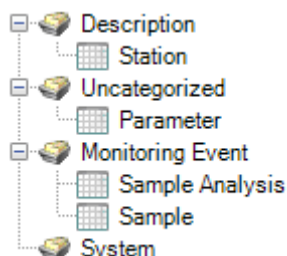 Description
Station
Uncategorized
Parameter
Monitoring Event
Sample Analysis
Sample
System